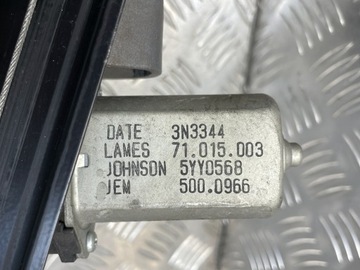 DATE 3N3344
LAMES 71.015.003
JOHNSON 5YY0568
JEM 500.0966